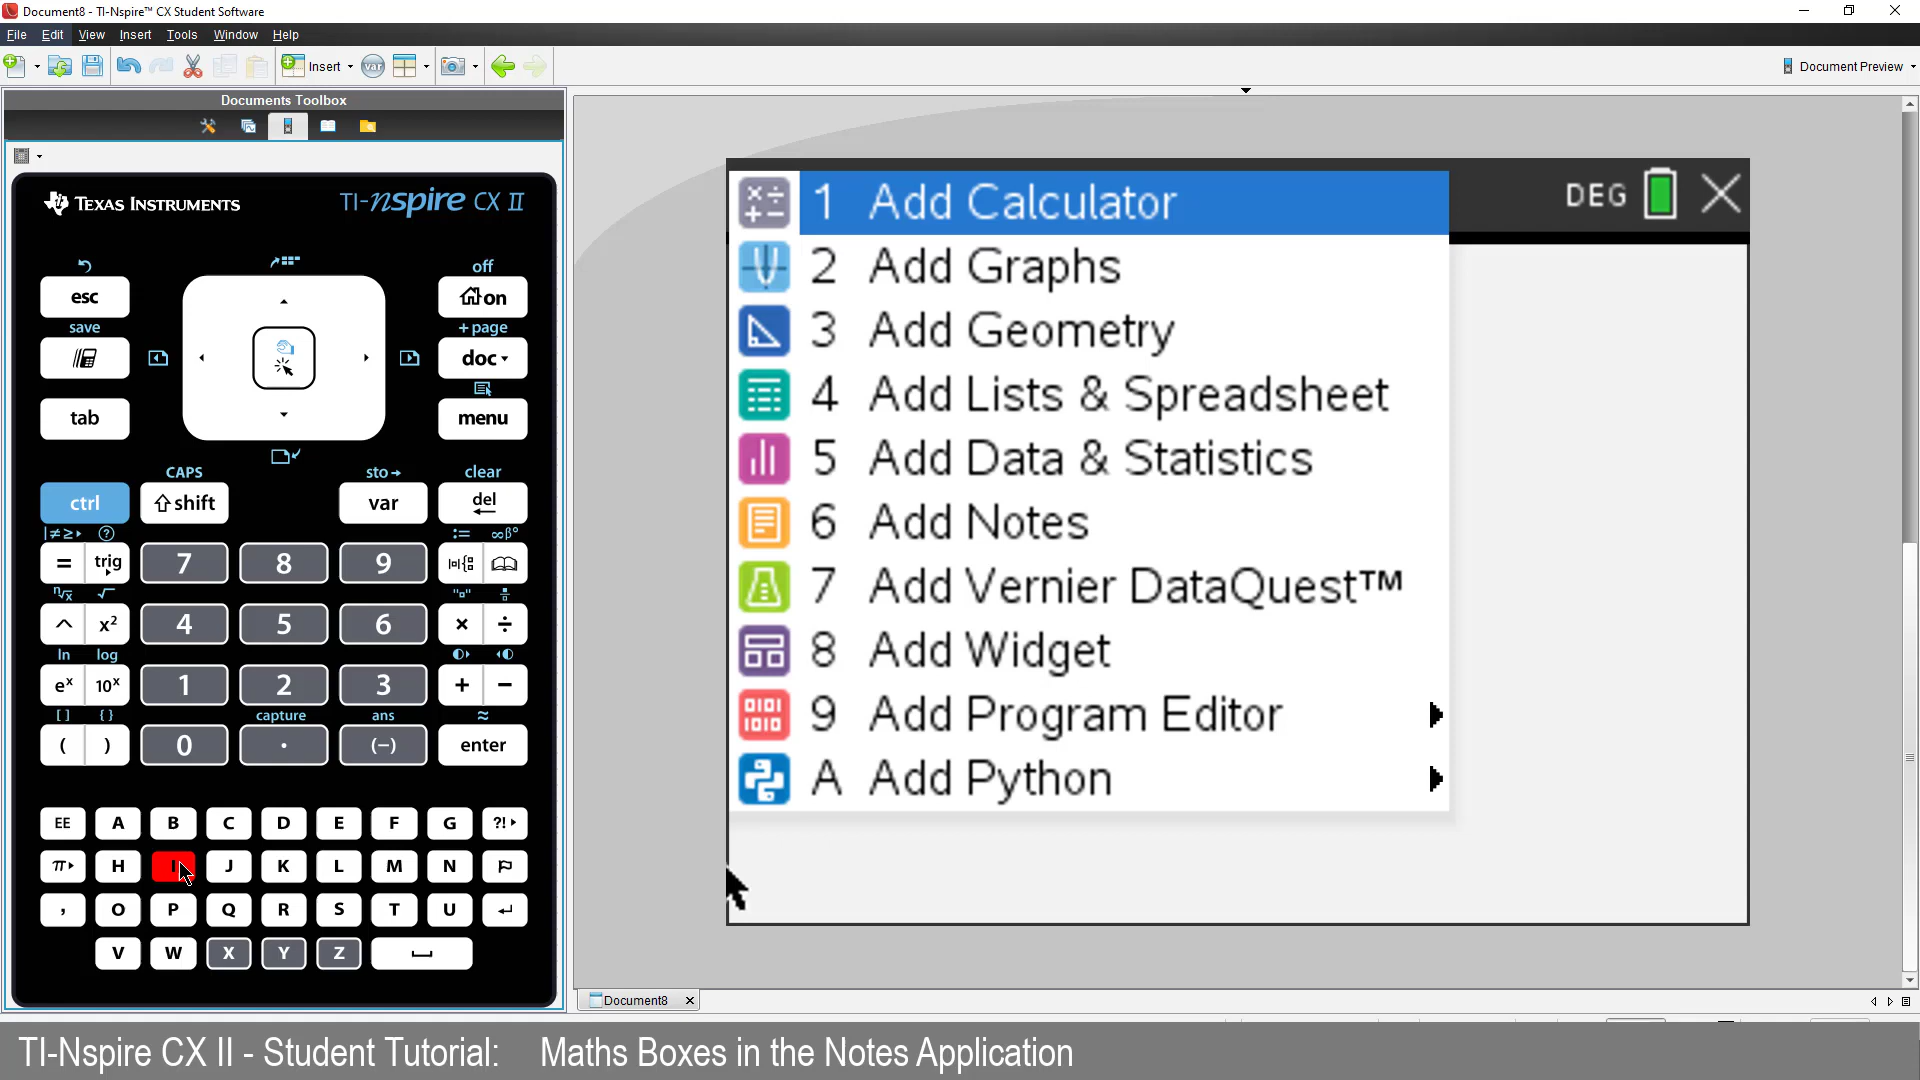 Document8 - TI-Nspire™ CX Student Software
File Edit View Insert Tools Window Help
Insert var Document Preview
Documents Toolbox
TEXAS INSTRUMENTS TI-nspire CX II
off
esc on
save + page
doc
tab menu
CAPS sto clear
ctrl shift var del
|≠≥ ? := ∞β°
= trig 7 8 9
ⁿ√x √
^ x² 4 5 6 × ÷
ln log
eˣ 10ˣ 1 2 3 + −
[ ] { } capture ans ≈
( ) 0 . (−) enter
EE A B C D E F G ?!
π H I J K L M N
, O P Q R S T U
V W X Y Z
DEG
1 Add Calculator
2 Add Graphs
3 Add Geometry
4 Add Lists & Spreadsheet
5 Add Data & Statistics
6 Add Notes
7 Add Vernier DataQuest™
8 Add Widget
9 Add Program Editor
A Add Python
Document8
TI-Nspire CX II - Student Tutorial: Maths Boxes in the Notes Application